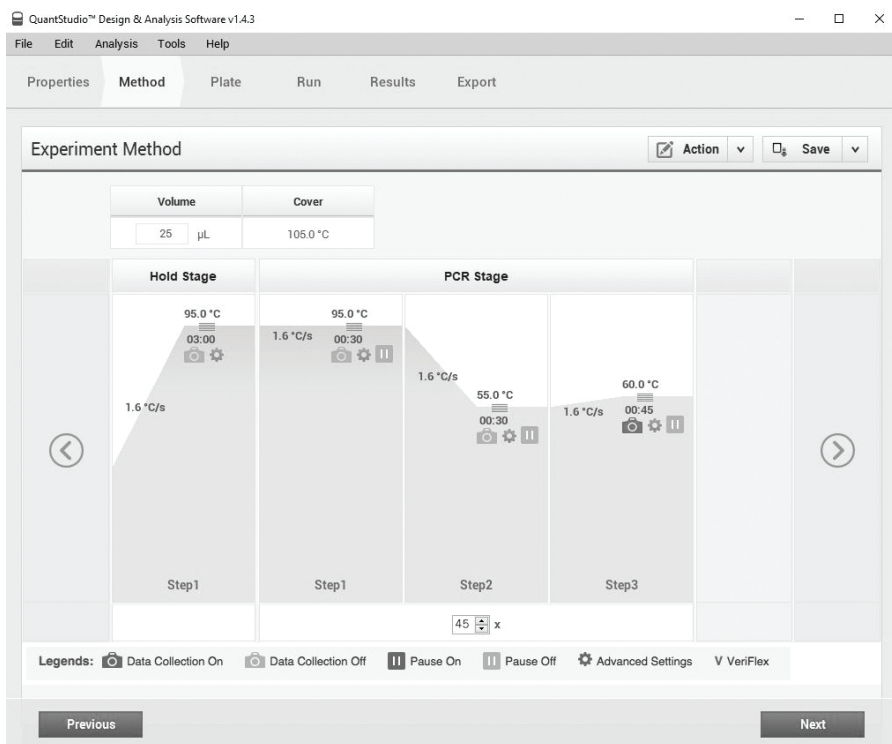 QuantStudio™ Design & Analysis Software v1.4.3
File Edit Analysis Tools Help
Properties Method Plate Run Results Export
Experiment Method
Action
Save
Volume Cover
25 µL 105.0 °C
Hold Stage PCR Stage
95.0 °C
03:00
1.6 °C/s
Step1
95.0 °C
1.6 °C/s
00:30
Step1
1.6 °C/s
55.0 °C
00:30
Step2
60.0 °C
1.6 °C/s
00:45
Step3
45 x
Legends: Data Collection On Data Collection Off Pause On Pause Off Advanced Settings V VeriFlex
Previous Next